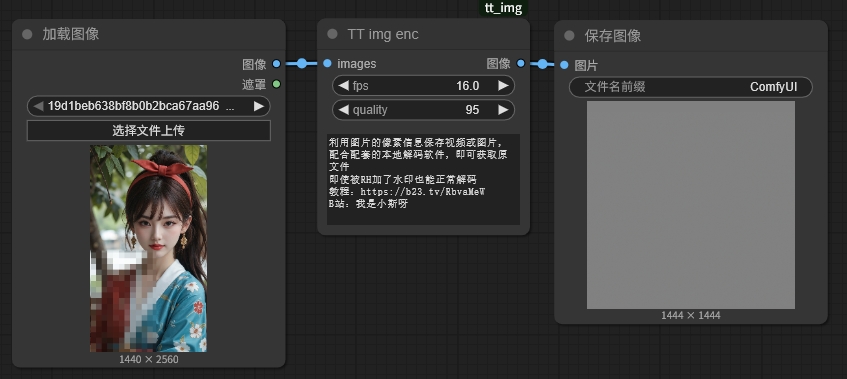 tt_img
加载图像
图像
遮罩
19d1beb638bf8b0b2bca67aa96 ...
选择文件上传
1440 × 2560
TT img enc
images
图像
fps
16.0
quality
95
利用图片的像素信息保存视频或图片,
配合配套的本地解码软件，即可获取原
文件
即使被RH加了水印也能正常解码
教程：https://b23.tv/RbvaMeW
B站：我是小斯呀
保存图像
图片
文件名前缀
ComfyUI
1444 × 1444